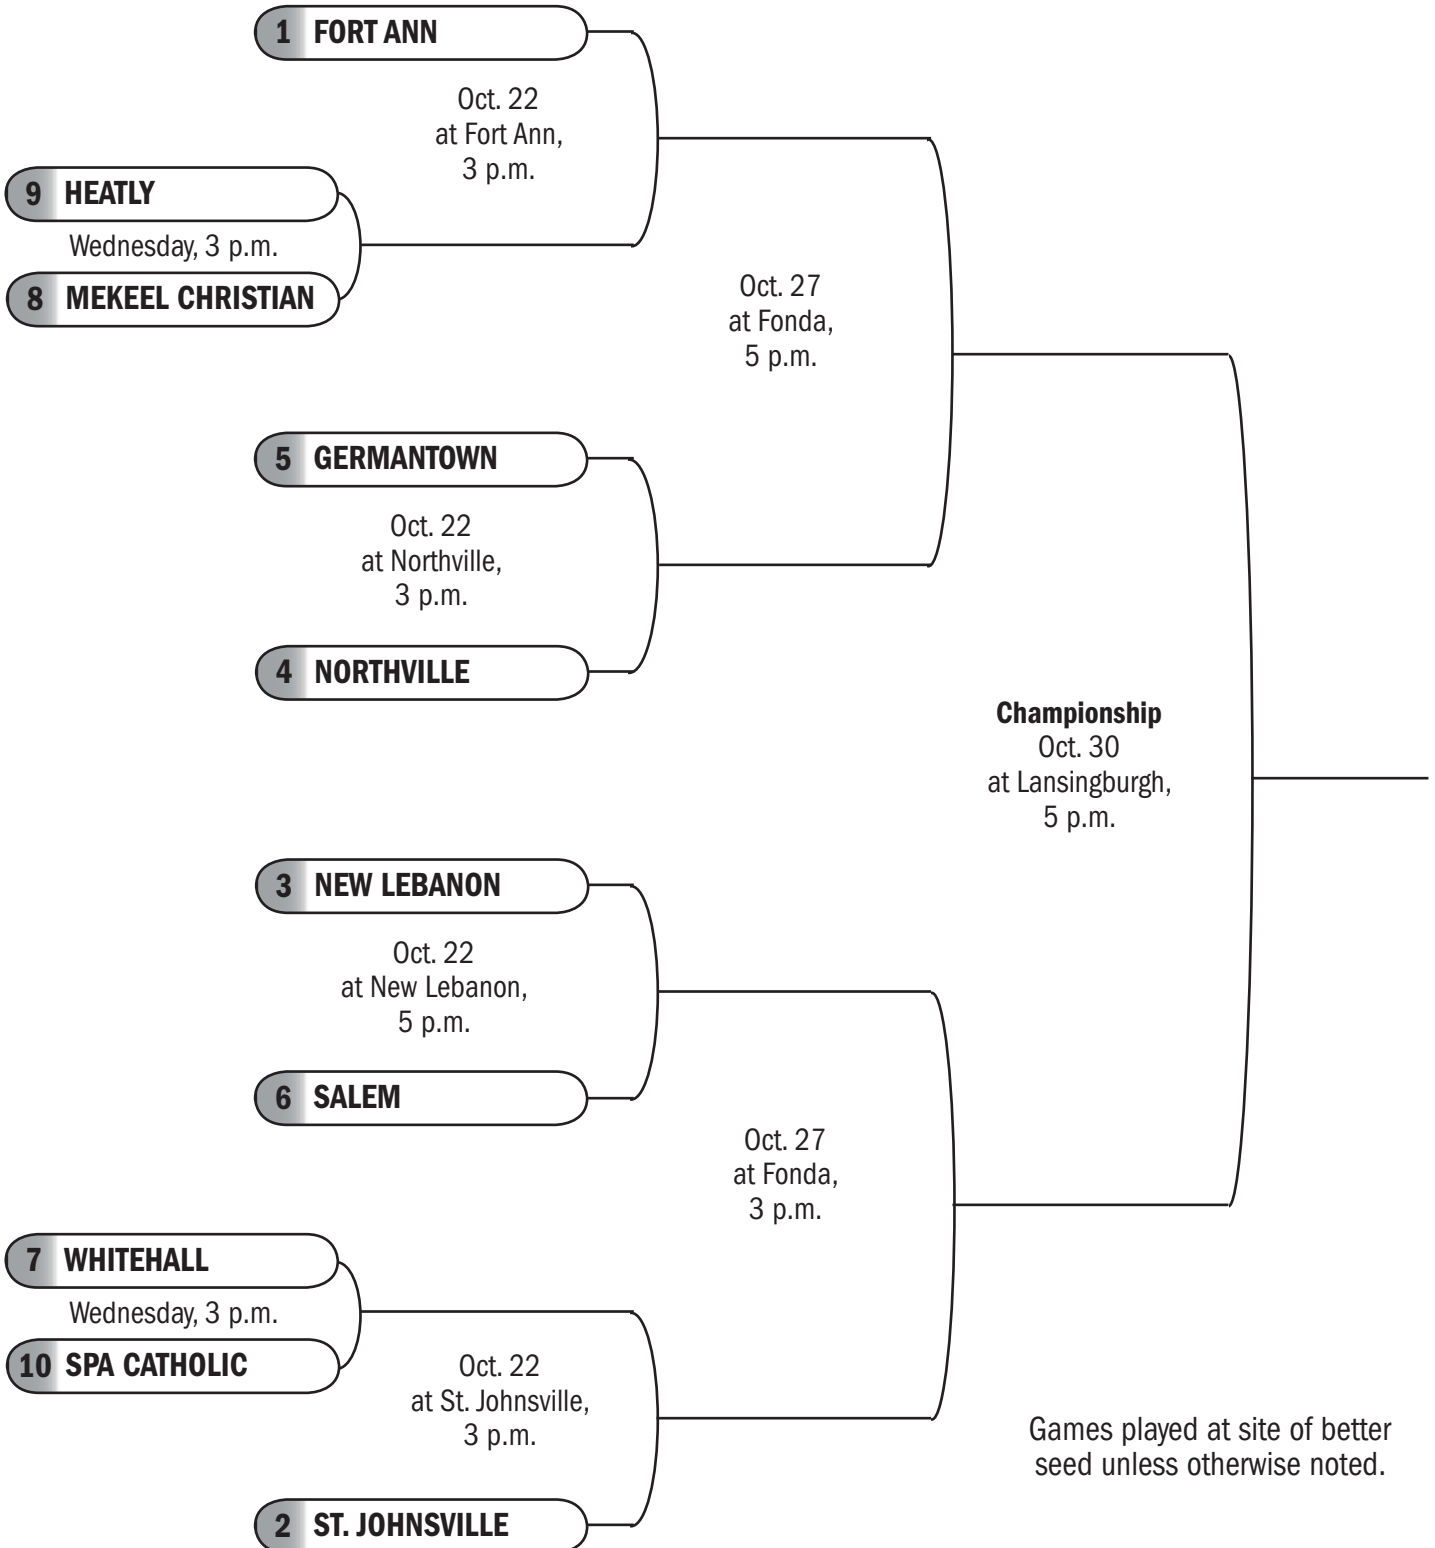 1 FORT ANN
Oct. 22
at Fort Ann,
3 p.m.
9 HEATLY
Wednesday, 3 p.m.
8 MEKEEL CHRISTIAN
Oct. 27
at Fonda,
5 p.m.
5 GERMANTOWN
Oct. 22
at Northville,
3 p.m.
4 NORTHVILLE
Championship
Oct. 30
at Lansingburgh,
5 p.m.
3 NEW LEBANON
Oct. 22
at New Lebanon,
5 p.m.
6 SALEM
Oct. 27
at Fonda,
3 p.m.
7 WHITEHALL
Wednesday, 3 p.m.
10 SPA CATHOLIC
Oct. 22
at St. Johnsville,
3 p.m.
2 ST. JOHNSVILLE
Games played at site of better
seed unless otherwise noted.